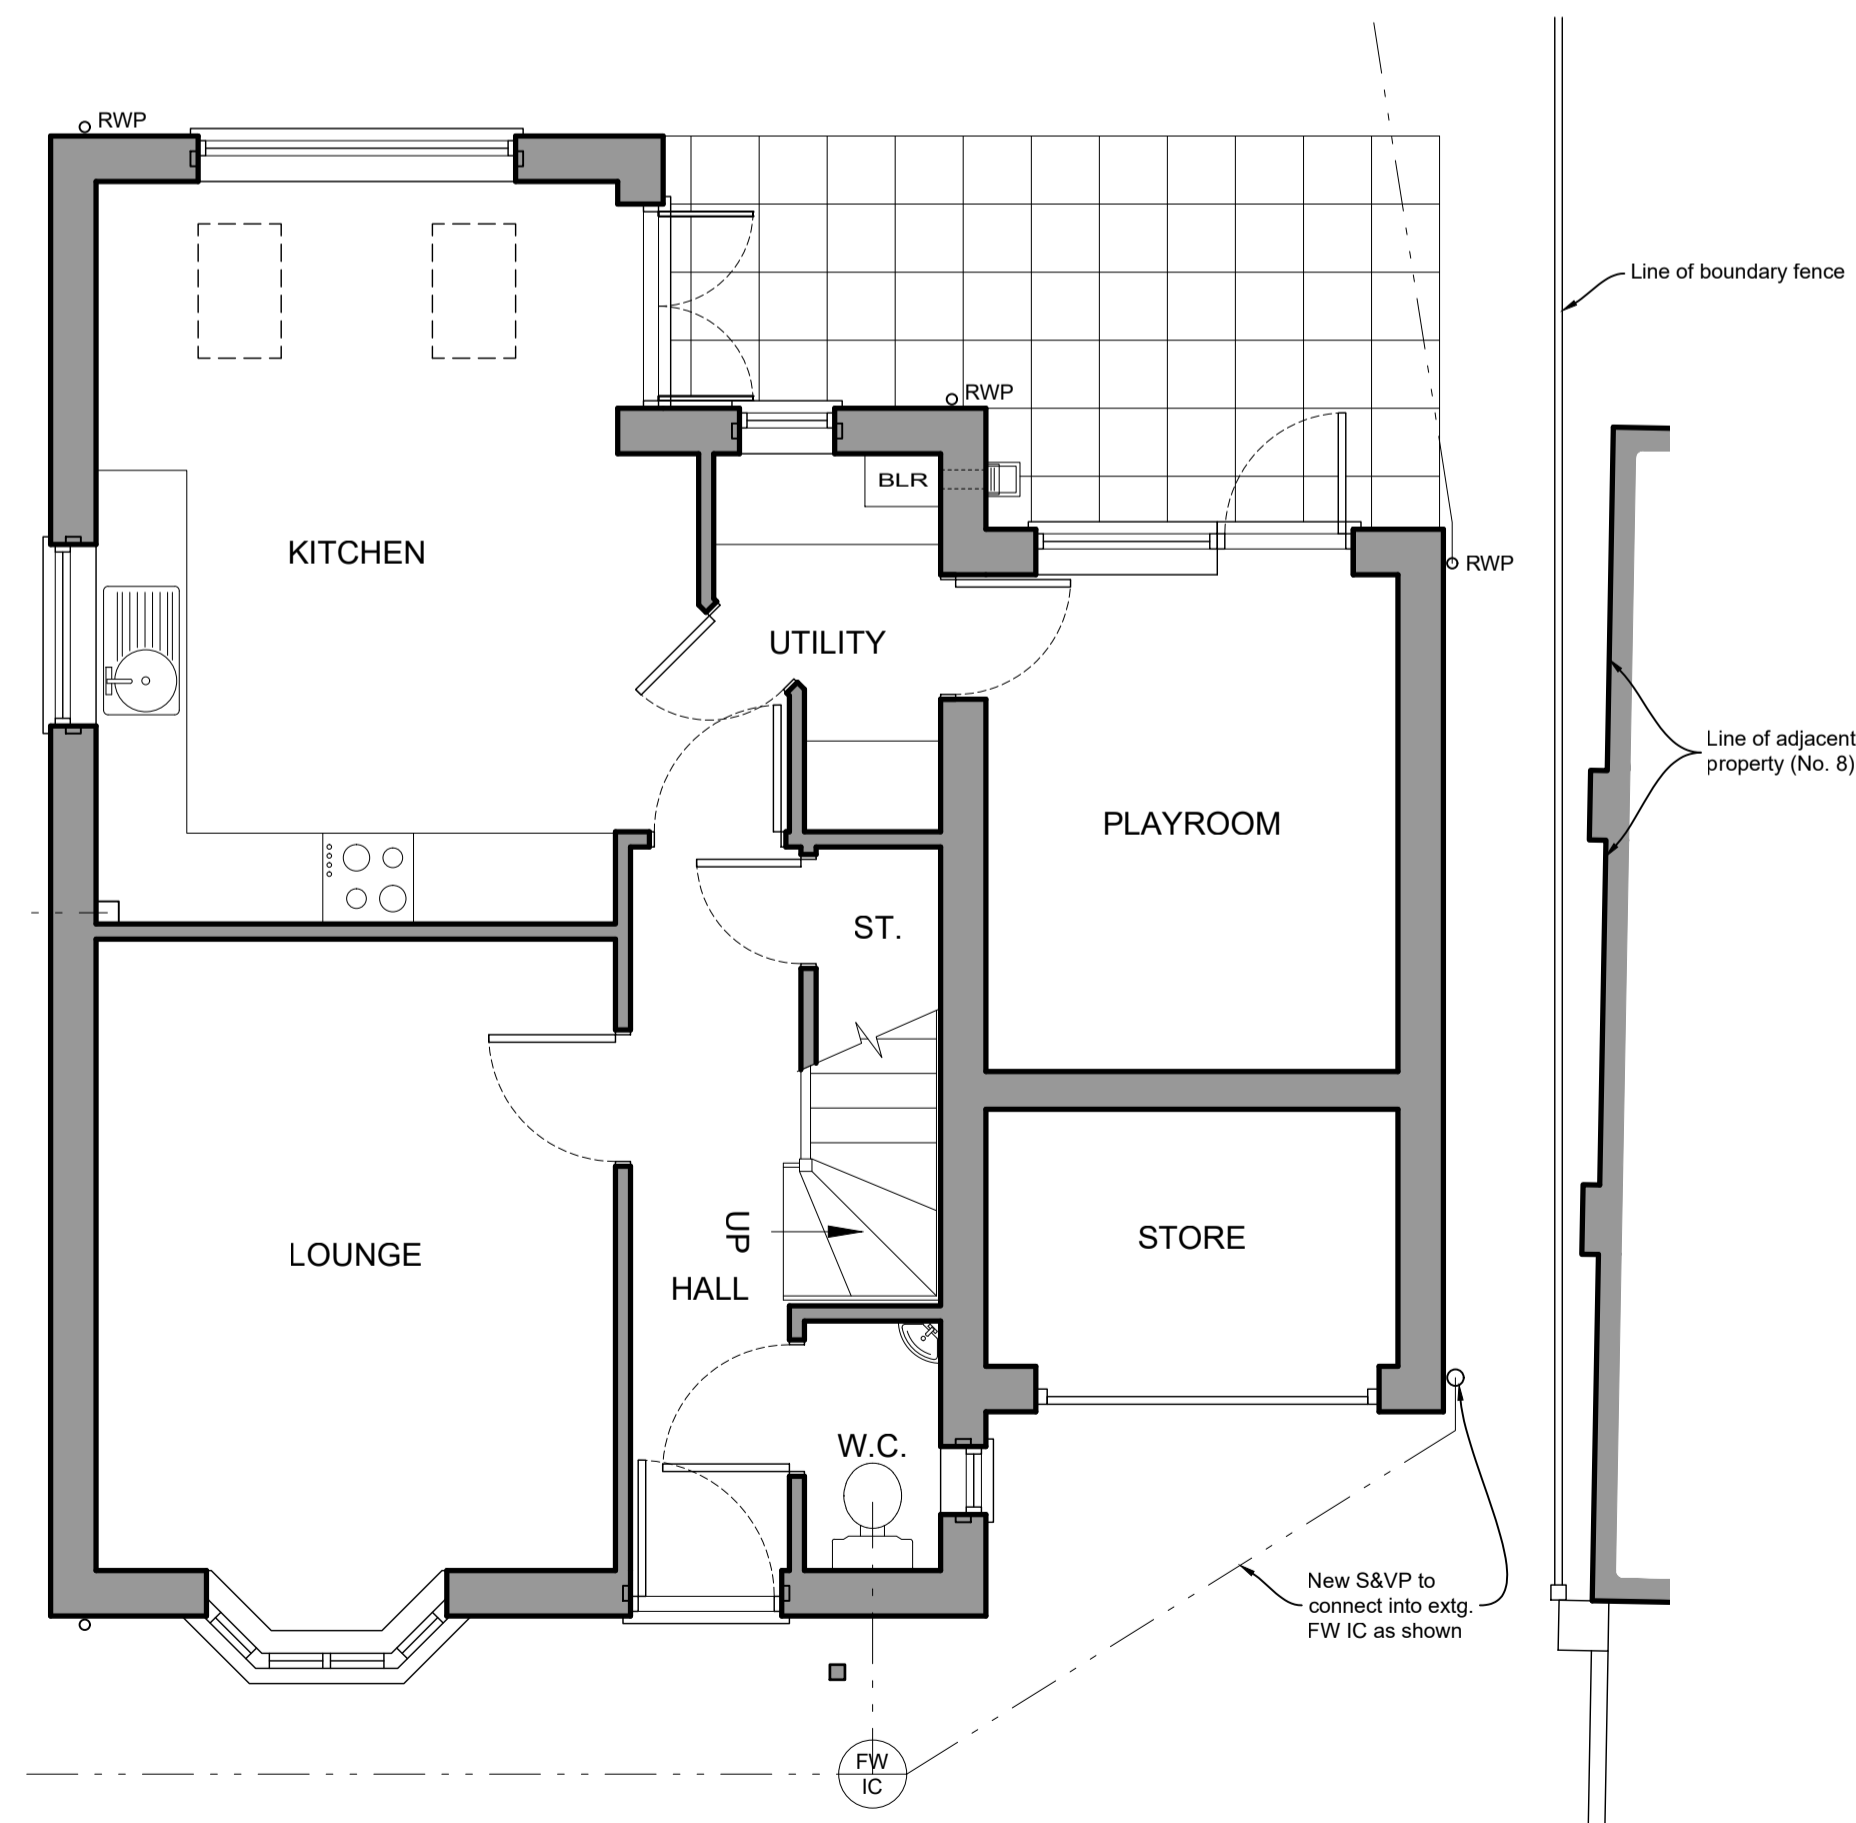 RWP
Line of boundary fence
RWP
BLR
KITCHEN
RWP
UTILITY
Line of adjacent
property (No. 8)
PLAYROOM
ST.
UP
STORE
LOUNGE
HALL
W.C.
New S&VP to
connect into extg.
FW IC as shown
FW
IC